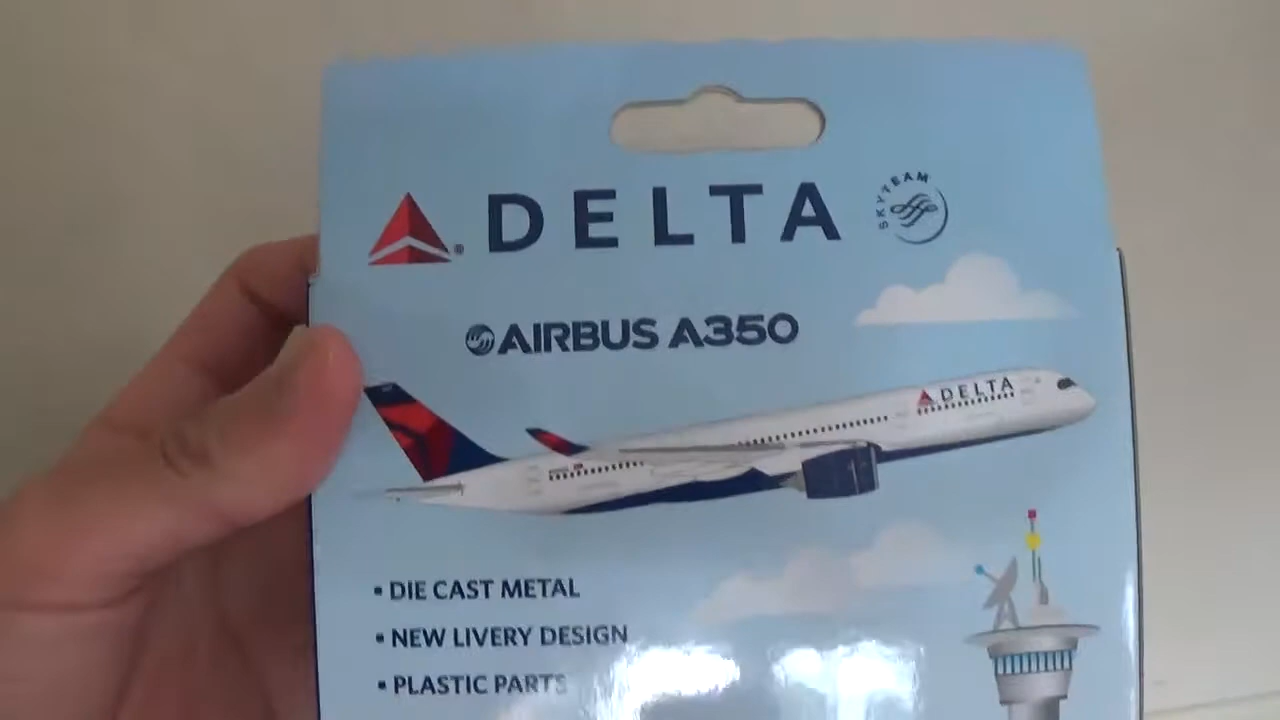 DELTA
SKYTEAM
AIRBUS A350
DELTA
• DIE CAST METAL
• NEW LIVERY DESIGN
• PLASTIC PARTS